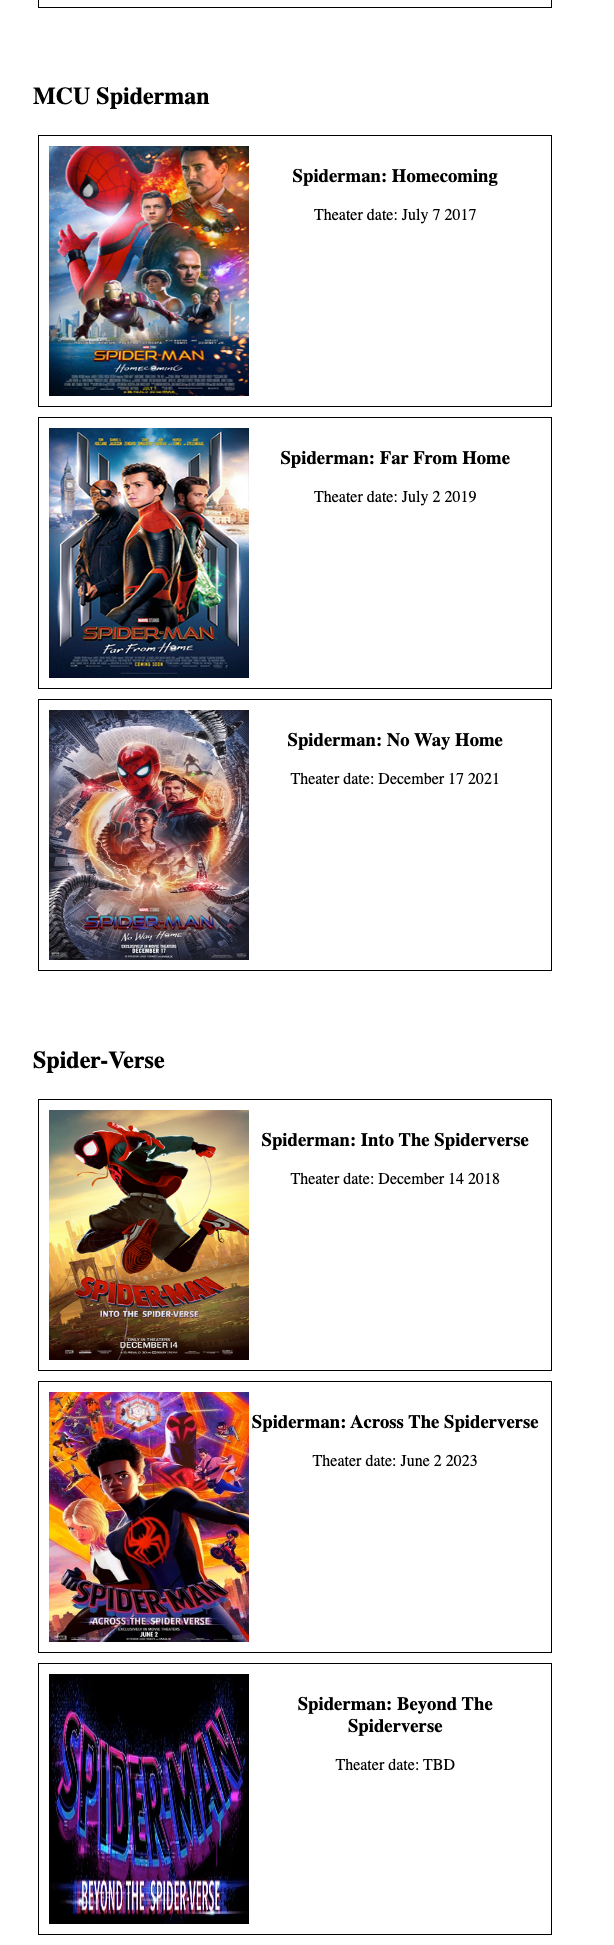 MCU Spiderman
Spiderman: Homecoming
Theater date: July 7 2017
SPIDER-MAN
HOMECOMING
Spiderman: Far From Home
Theater date: July 2 2019
MARVEL STUDIOS
SPIDER-MAN
Far From Home
COMING SOON
Spiderman: No Way Home
Theater date: December 17 2021
SPIDER-MAN
No Way Home
EXCLUSIVELY IN MOVIE THEATERS
DECEMBER 17
Spider-Verse
Spiderman: Into The Spiderverse
Theater date: December 14 2018
SPIDER-MAN
INTO THE SPIDER-VERSE
ONLY IN THEATERS
DECEMBER 14
Spiderman: Across The Spiderverse
Theater date: June 2 2023
SPIDER-MAN
ACROSS THE SPIDER-VERSE
EXCLUSIVELY IN MOVIE THEATERS
JUNE 2
Spiderman: Beyond The
Spiderverse
Theater date: TBD
SPIDER-MAN
BEYOND THE SPIDER-VERSE